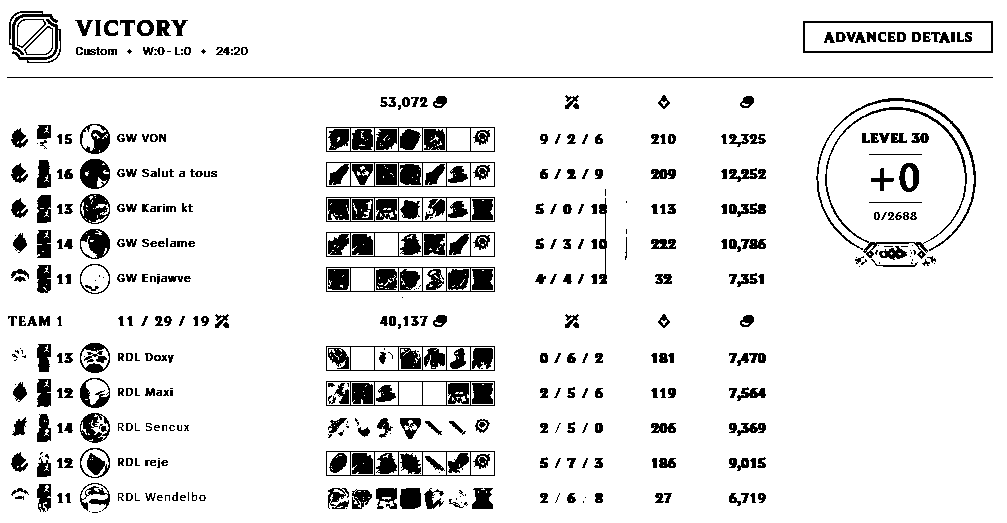 VICTORY
Custom • W:0 - L:0 • 24:20
ADVANCED DETAILS
53,072
15 GW VON 9 / 2 / 6 210 12,325
16 GW Salut a tous 6 / 2 / 9 209 12,252
13 GW Karim kt 5 / 0 / 18 113 10,358
14 GW Seelame 5 / 3 / 10 222 10,786
11 GW Enjawve 4 / 4 / 12 32 7,351
LEVEL 30
+0
0/2688
TEAM 1 11 / 29 / 19 40,137
13 RDL Doxy 0 / 6 / 2 181 7,470
12 RDL Maxi 2 / 5 / 6 119 7,564
14 RDL Sencux 2 / 5 / 0 206 9,369
12 RDL reje 5 / 7 / 3 186 9,015
11 RDL Wendelbo 2 / 6 / 8 27 6,719